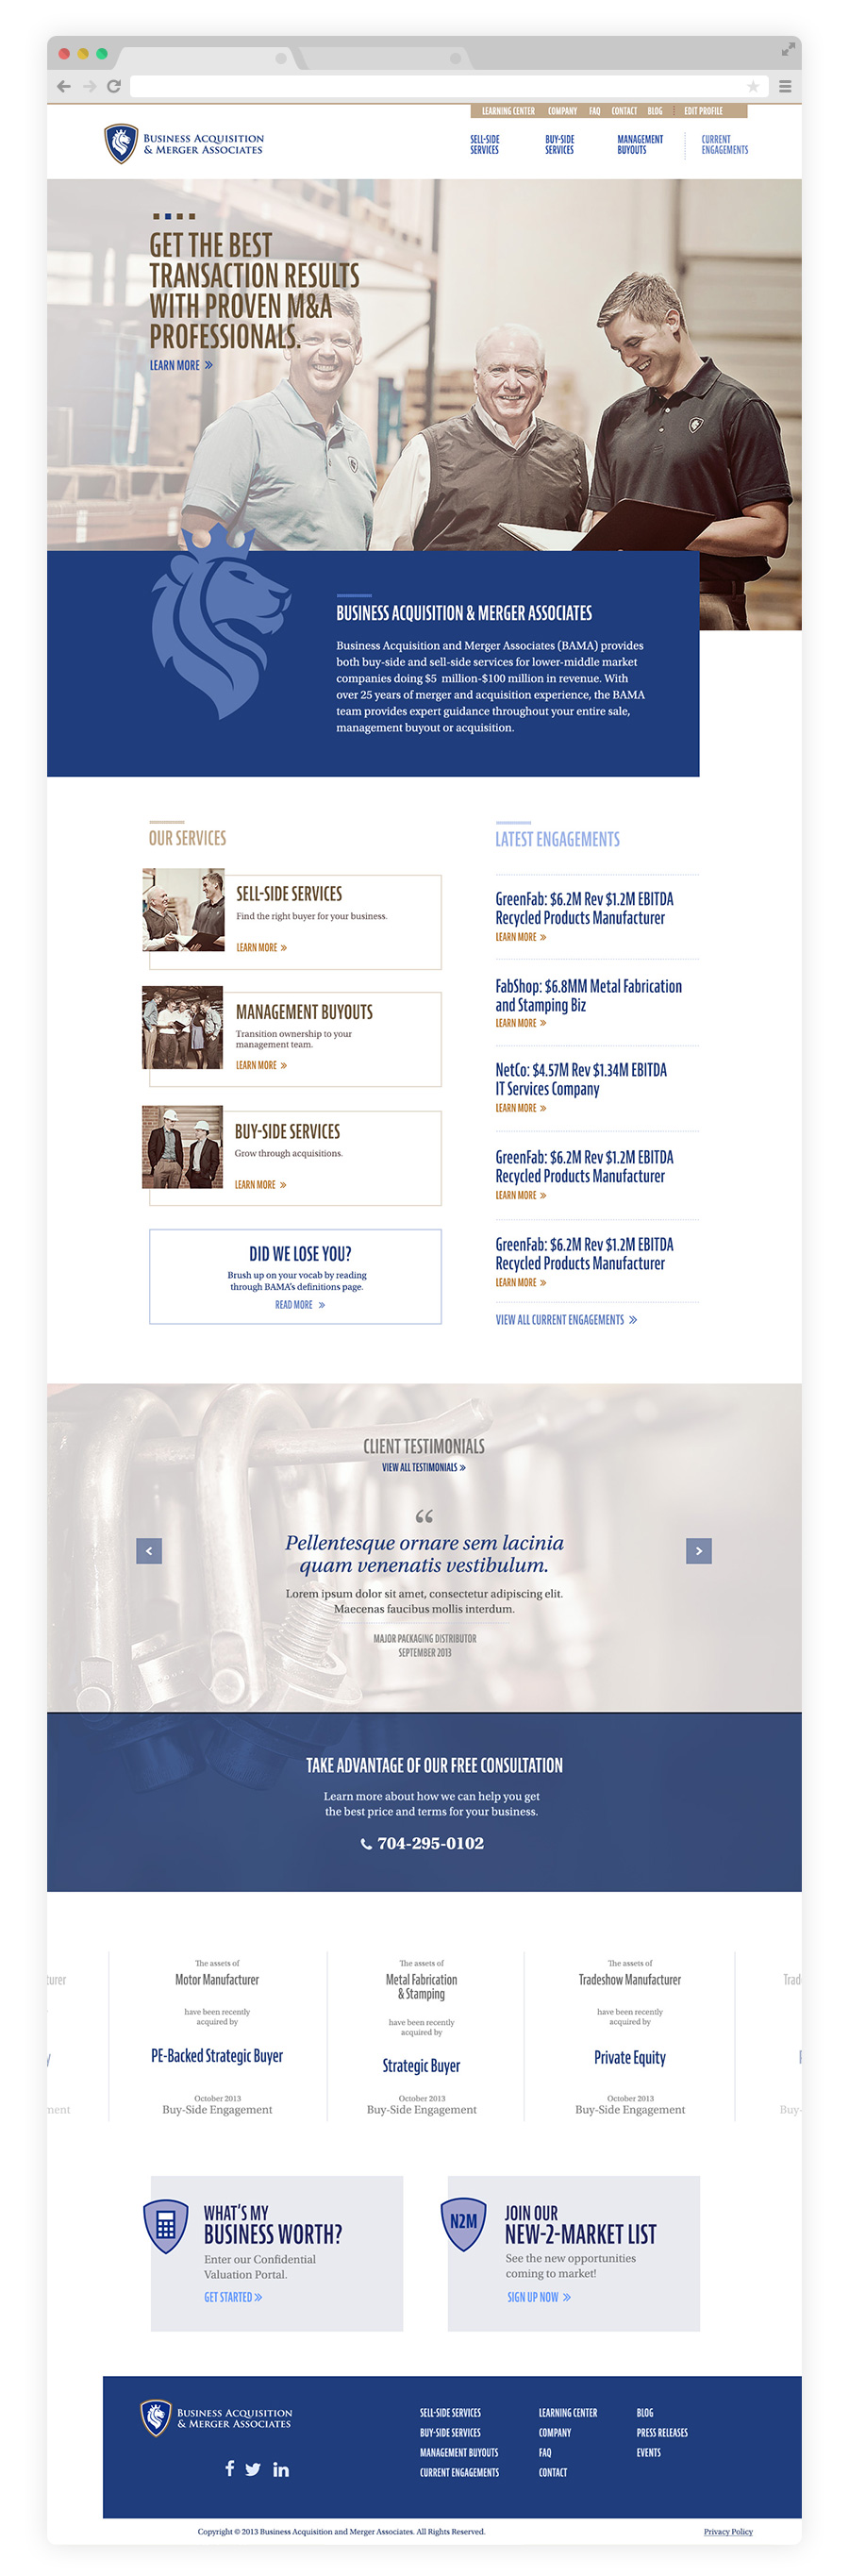 LEARNING CENTER COMPANY FAQ CONTACT BLOG EDIT PROFILE
BUSINESS ACQUISITION
& MERGER ASSOCIATES
SELL-SIDE
SERVICES
BUY-SIDE
SERVICES
MANAGEMENT
BUYOUTS
CURRENT
ENGAGEMENTS
GET THE BEST
TRANSACTION RESULTS
WITH PROVEN M&A
PROFESSIONALS.
LEARN MORE »
BUSINESS ACQUISITION & MERGER ASSOCIATES
Business Acquisition and Merger Associates (BAMA) provides
both buy-side and sell-side services for lower-middle market
companies doing $5 million-$100 million in revenue. With
over 25 years of merger and acquisition experience, the BAMA
team provides expert guidance throughout your entire sale,
management buyout or acquisition.
OUR SERVICES
SELL-SIDE SERVICES
Find the right buyer for your business.
LEARN MORE »
MANAGEMENT BUYOUTS
Transition ownership to your
management team.
LEARN MORE »
BUY-SIDE SERVICES
Grow through acquisitions.
LEARN MORE »
DID WE LOSE YOU?
Brush up on your vocab by reading
through BAMA's definitions page.
READ MORE »
LATEST ENGAGEMENTS
GreenFab: $6.2M Rev $1.2M EBITDA
Recycled Products Manufacturer
LEARN MORE »
FabShop: $6.8MM Metal Fabrication
and Stamping Biz
LEARN MORE »
NetCo: $4.57M Rev $1.34M EBITDA
IT Services Company
LEARN MORE »
GreenFab: $6.2M Rev $1.2M EBITDA
Recycled Products Manufacturer
LEARN MORE »
GreenFab: $6.2M Rev $1.2M EBITDA
Recycled Products Manufacturer
LEARN MORE »
VIEW ALL CURRENT ENGAGEMENTS »
CLIENT TESTIMONIALS
VIEW ALL TESTIMONIALS »
“
Pellentesque ornare sem lacinia
quam venenatis vestibulum.
Lorem ipsum dolor sit amet, consectetur adipiscing elit.
Maecenas faucibus mollis interdum.
MAJOR PACKAGING DISTRIBUTOR
SEPTEMBER 2013
TAKE ADVANTAGE OF OUR FREE CONSULTATION
Learn more about how we can help you get
the best price and terms for your business.
704-295-0102
The assets of
Motor Manufacturer
have been recently
acquired by
PE-Backed Strategic Buyer
October 2013
Buy-Side Engagement
The assets of
Metal Fabrication
& Stamping
have been recently
acquired by
Strategic Buyer
October 2013
Buy-Side Engagement
The assets of
Tradeshow Manufacturer
have been recently
acquired by
Private Equity
October 2013
Buy-Side Engagement
Trad
Buy-
WHAT'S MY
BUSINESS WORTH?
Enter our Confidential
Valuation Portal.
GET STARTED »
N2M
JOIN OUR
NEW-2-MARKET LIST
See the new opportunities
coming to market!
SIGN UP NOW »
BUSINESS ACQUISITION
& MERGER ASSOCIATES
SELL-SIDE SERVICES
BUY-SIDE SERVICES
MANAGEMENT BUYOUTS
CURRENT ENGAGEMENTS
LEARNING CENTER
COMPANY
FAQ
CONTACT
BLOG
PRESS RELEASES
EVENTS
Copyright © 2013 Business Acquisition and Merger Associates. All Rights Reserved.
Privacy Policy